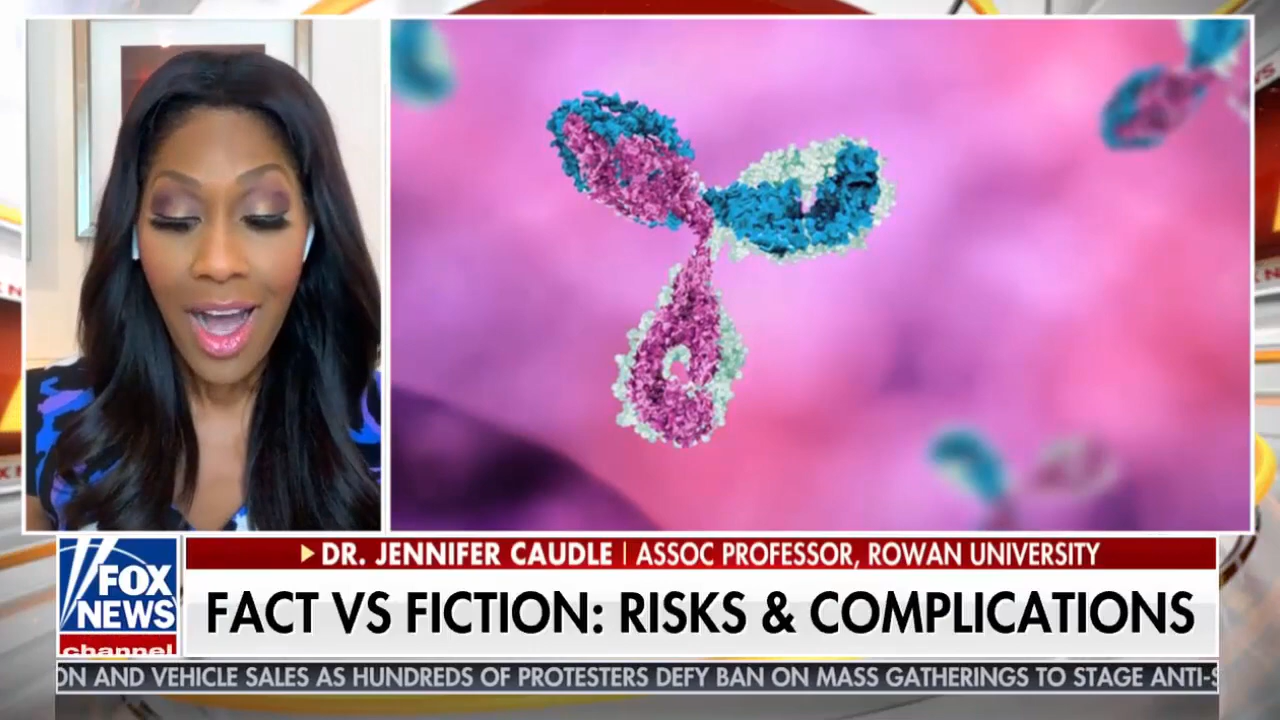 DR. JENNIFER CAUDLE | ASSOC PROFESSOR, ROWAN UNIVERSITY
FOX
NEWS
channel
FACT VS FICTION: RISKS & COMPLICATIONS
ON AND VEHICLE SALES AS HUNDREDS OF PROTESTERS DEFY BAN ON MASS GATHERINGS TO STAGE ANTI-S